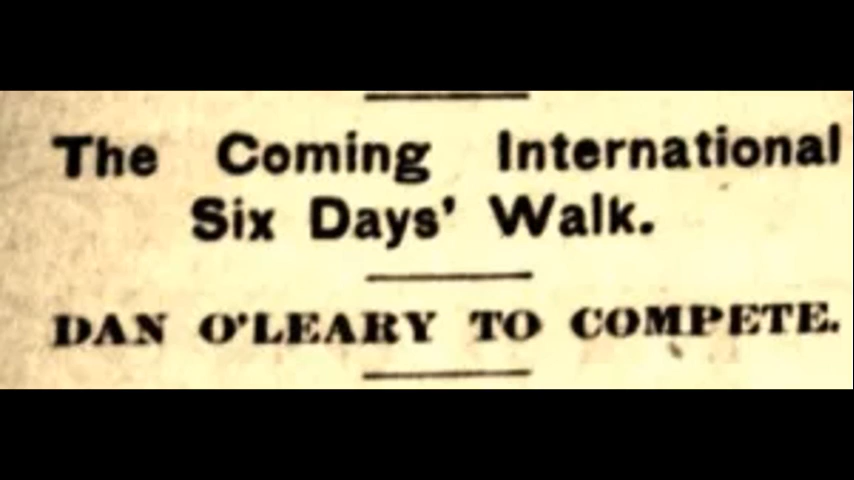 The Coming International
Six Days' Walk.
DAN O'LEARY TO COMPETE.